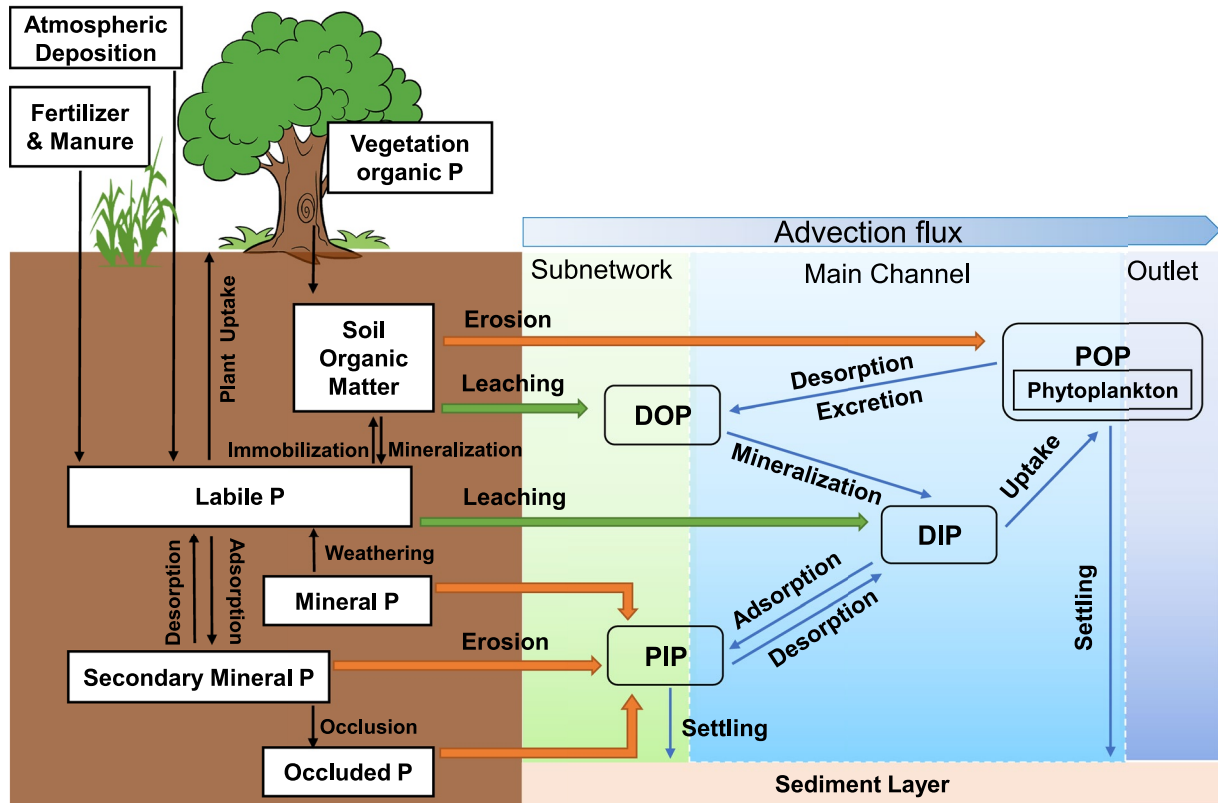 Atmospheric
Deposition
Fertilizer
& Manure
Vegetation
organic P
Advection flux
Subnetwork
Main Channel
Outlet
Plant Uptake
Soil
Organic
Matter
Erosion
Leaching
DOP
Desorption
Excretion
POP
Phytoplankton
Immobilization
Mineralization
Mineralization
Uptake
Labile P
Leaching
DIP
Desorption
Adsorption
Weathering
Mineral P
Adsorption
Desorption
Settling
Erosion
PIP
Secondary Mineral P
Occlusion
Settling
Occluded P
Sediment Layer